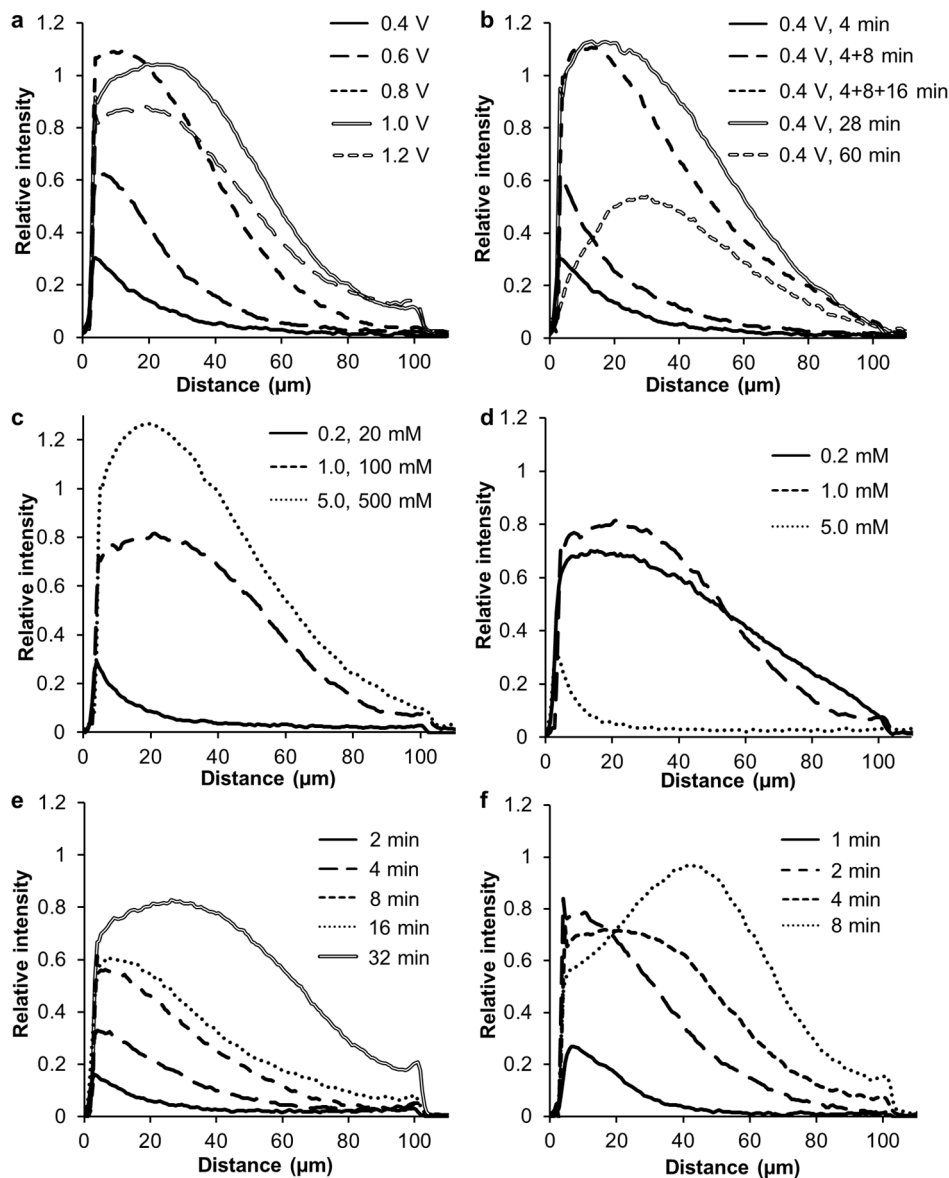 a
0.4 V
0.6 V
0.8 V
1.0 V
1.2 V
Relative intensity
1.2
1
0.8
0.6
0.4
0.2
0
0 20 40 60 80 100
Distance (µm)
b
0.4 V, 4 min
0.4 V, 4+8 min
0.4 V, 4+8+16 min
0.4 V, 28 min
0.4 V, 60 min
Relative intensity
1.2
1
0.8
0.6
0.4
0.2
0
0 20 40 60 80 100
Distance (µm)
c
0.2, 20 mM
1.0, 100 mM
5.0, 500 mM
Relative intensity
1.2
1
0.8
0.6
0.4
0.2
0
0 20 40 60 80 100
Distance (µm)
d
0.2 mM
1.0 mM
5.0 mM
Relative intensity
1.2
1
0.8
0.6
0.4
0.2
0
0 20 40 60 80 100
Distance (µm)
e
2 min
4 min
8 min
16 min
32 min
Relative intensity
1.2
1
0.8
0.6
0.4
0.2
0
0 20 40 60 80 100
Distance (µm)
f
1 min
2 min
4 min
8 min
Relative intensity
1.2
1
0.8
0.6
0.4
0.2
0
0 20 40 60 80 100
Distance (µm)